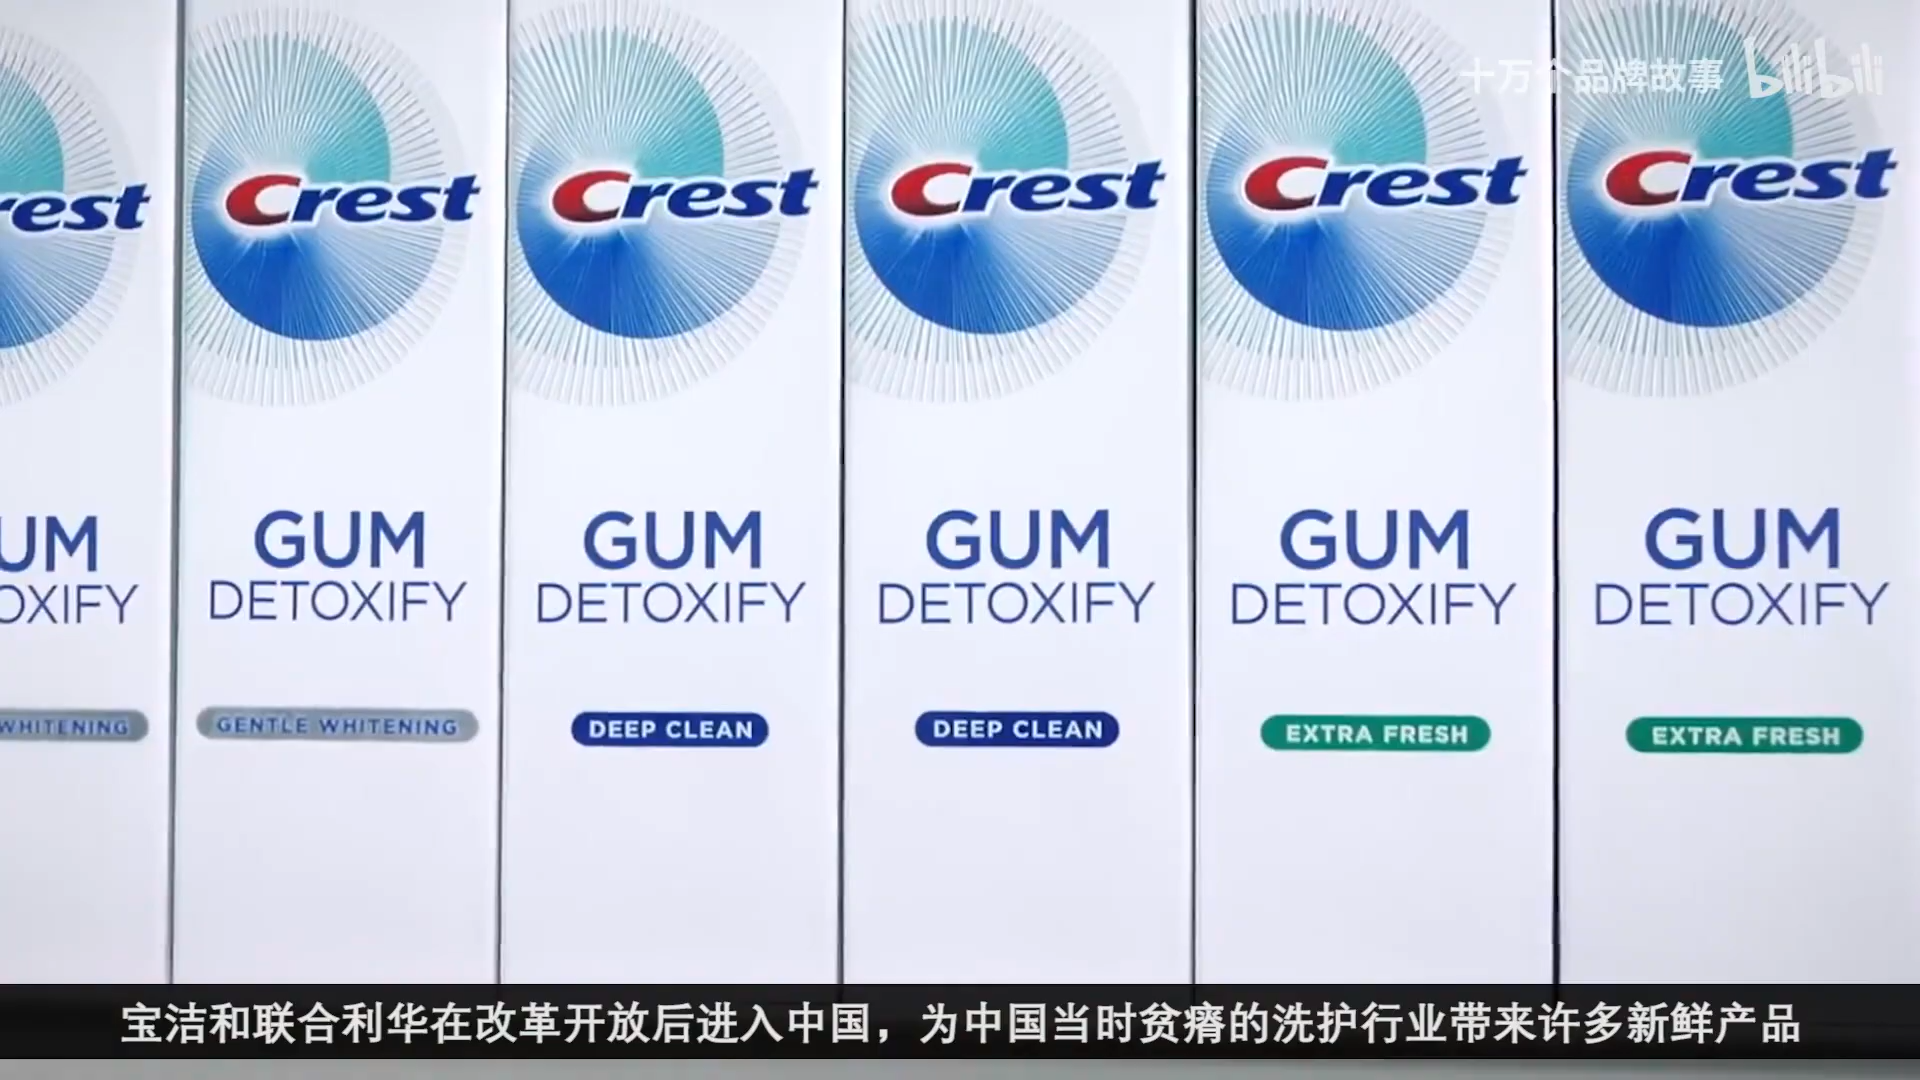 十万个品牌故事 bilibili
rest
Crest
Crest
Crest
Crest
Crest
UM
OXIFY
GUM
DETOXIFY
GUM
DETOXIFY
GUM
DETOXIFY
GUM
DETOXIFY
GUM
DETOXIFY
WHITENING
GENTLE WHITENING
DEEP CLEAN
DEEP CLEAN
EXTRA FRESH
EXTRA FRESH
宝洁和联合利华在改革开放后进入中国，为中国当时贫瘠的洗护行业带来许多新鲜产品